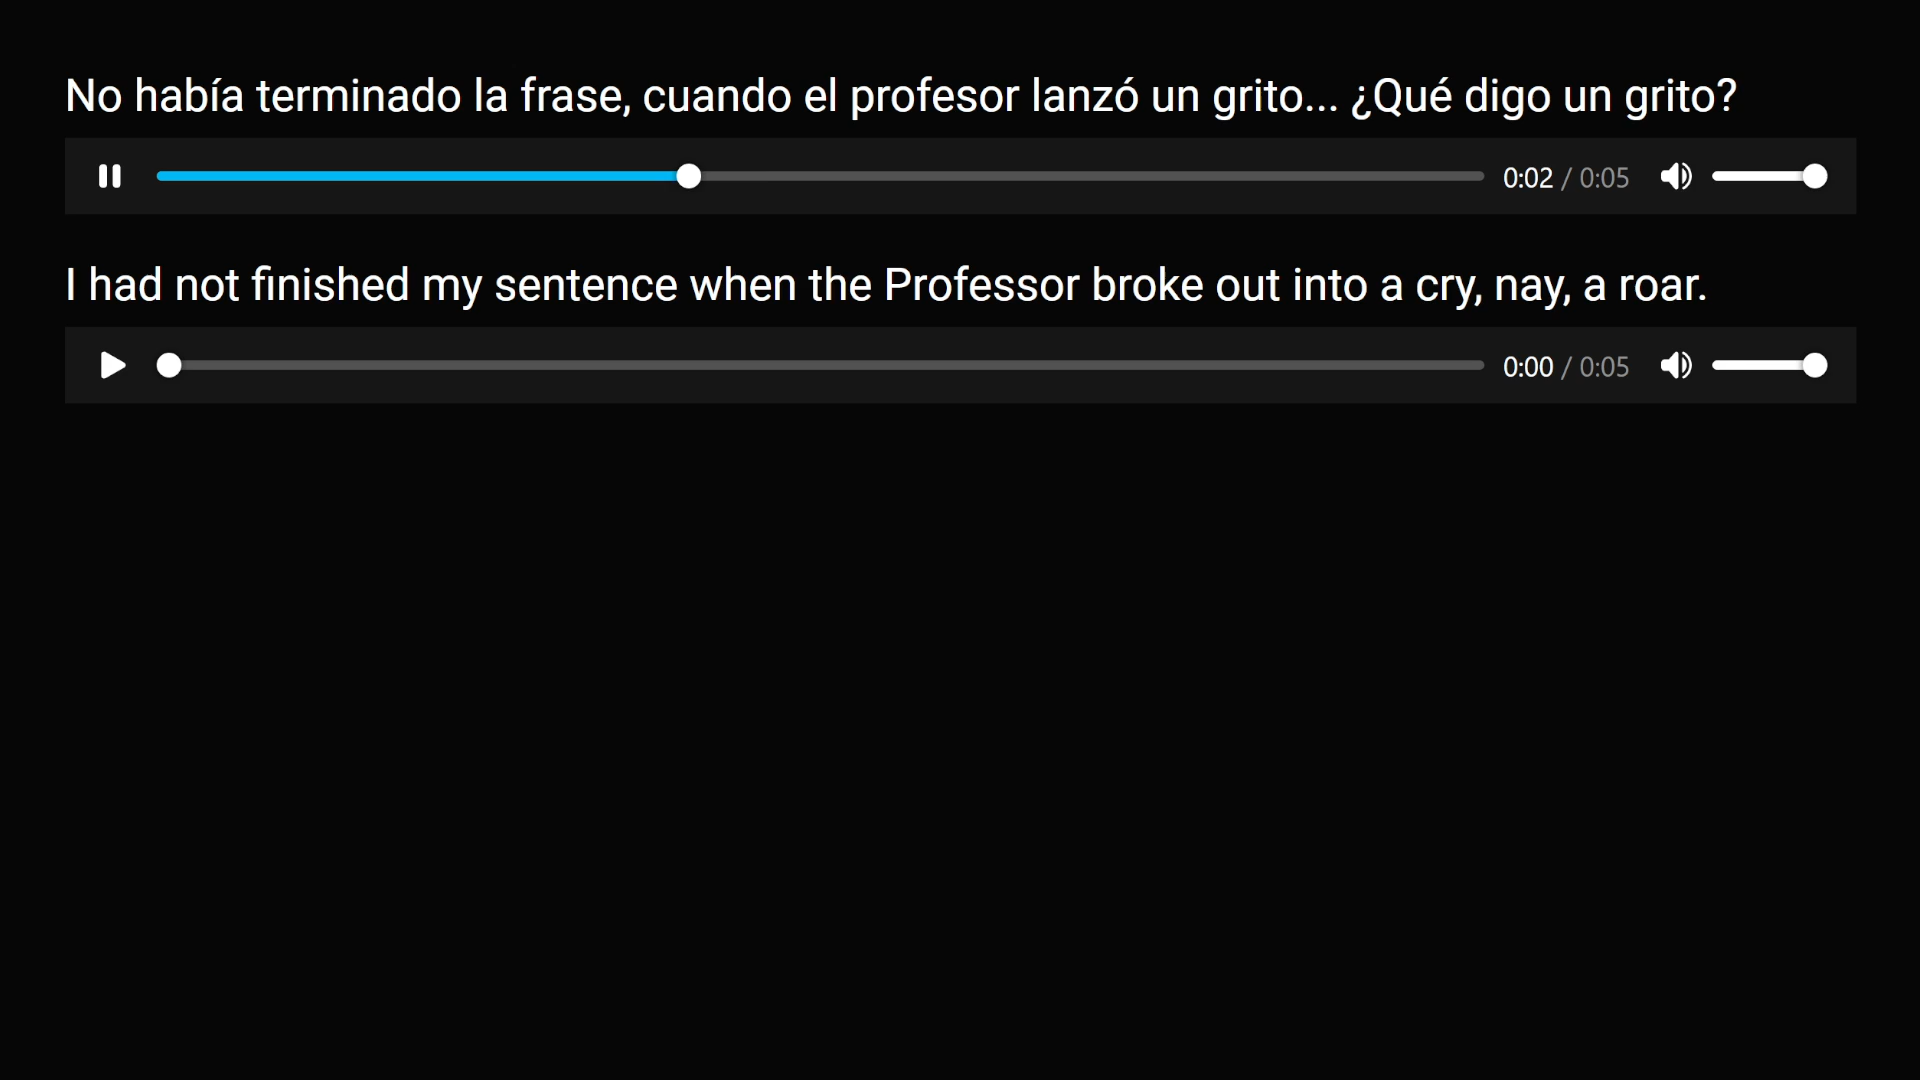 No había terminado la frase, cuando el profesor lanzó un grito... ¿Qué digo un grito?
0:02 / 0:05
I had not finished my sentence when the Professor broke out into a cry, nay, a roar.
0:00 / 0:05